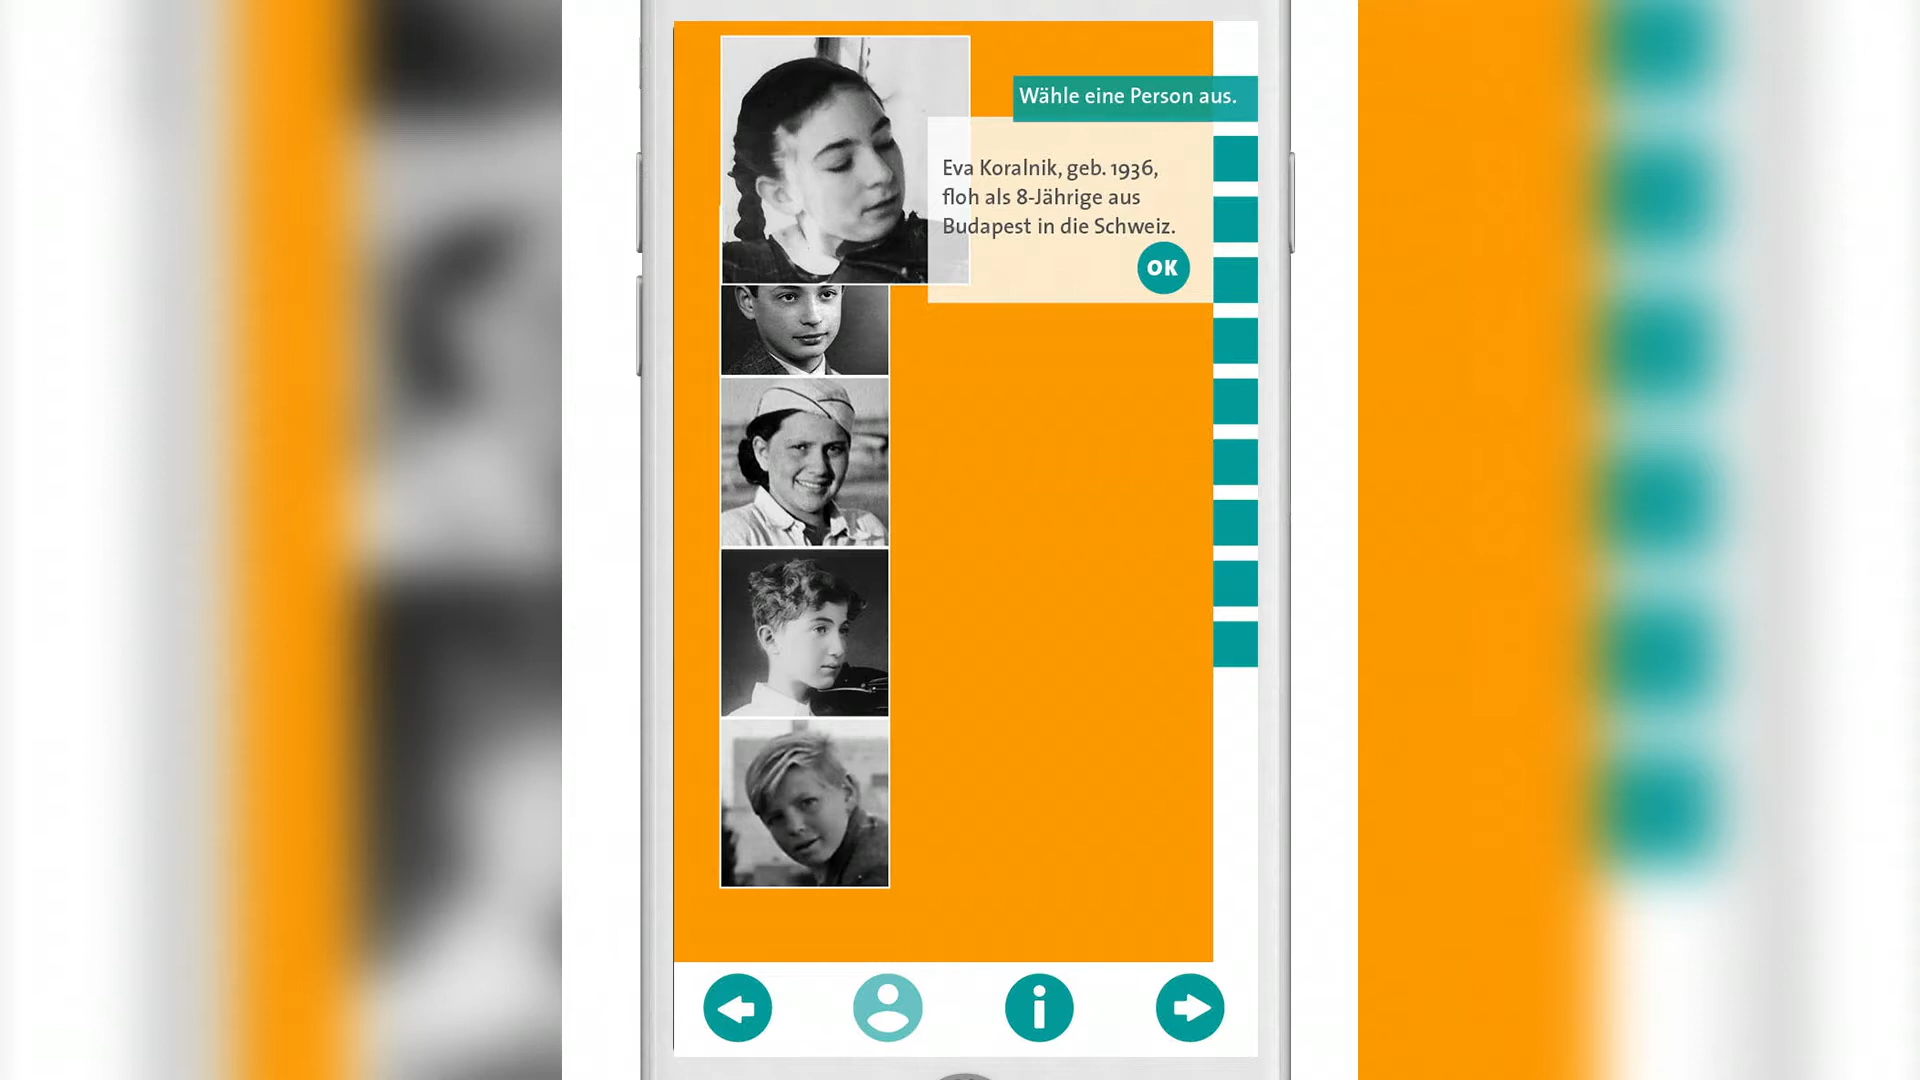 Wähle eine Person aus.
Eva Koralnik, geb. 1936,
floh als 8-Jährige aus
Budapest in die Schweiz.
OK